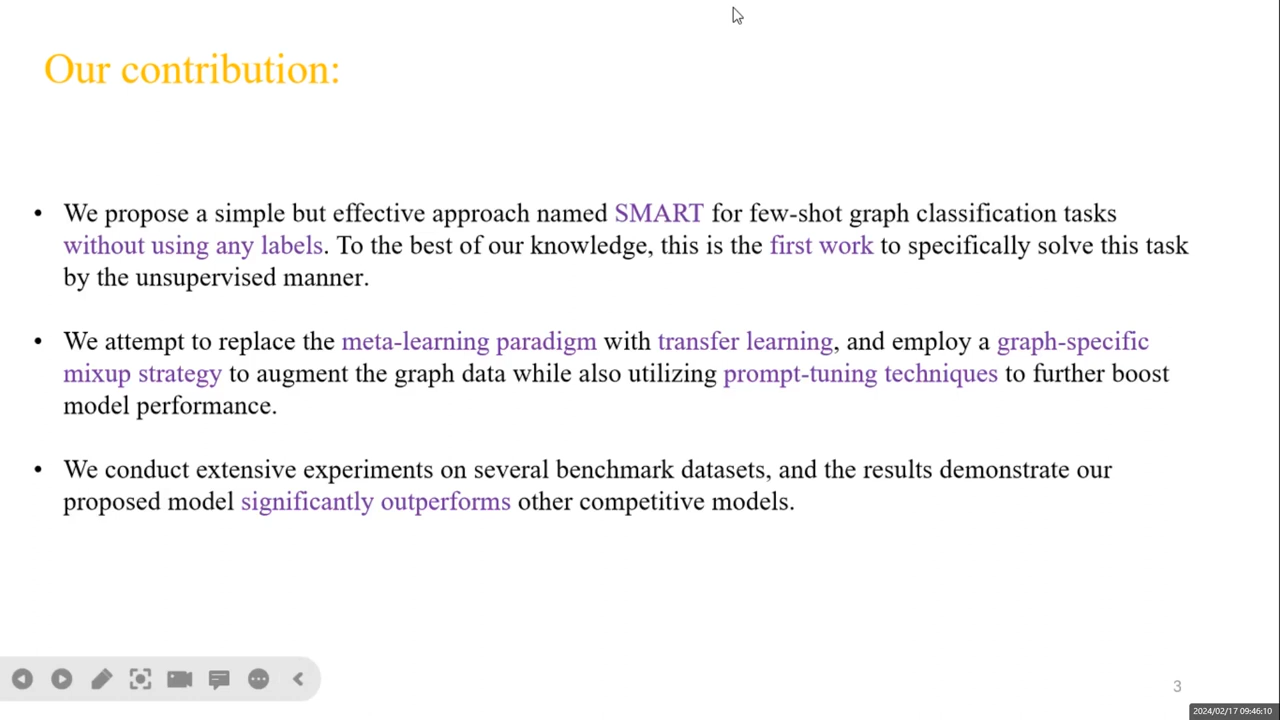 Our contribution:
• We propose a simple but effective approach named SMART for few-shot graph classification tasks
without using any labels. To the best of our knowledge, this is the first work to specifically solve this task
by the unsupervised manner.
• We attempt to replace the meta-learning paradigm with transfer learning, and employ a graph-specific
mixup strategy to augment the graph data while also utilizing prompt-tuning techniques to further boost
model performance.
• We conduct extensive experiments on several benchmark datasets, and the results demonstrate our
proposed model significantly outperforms other competitive models.
3
2024/02/17 09:46:10